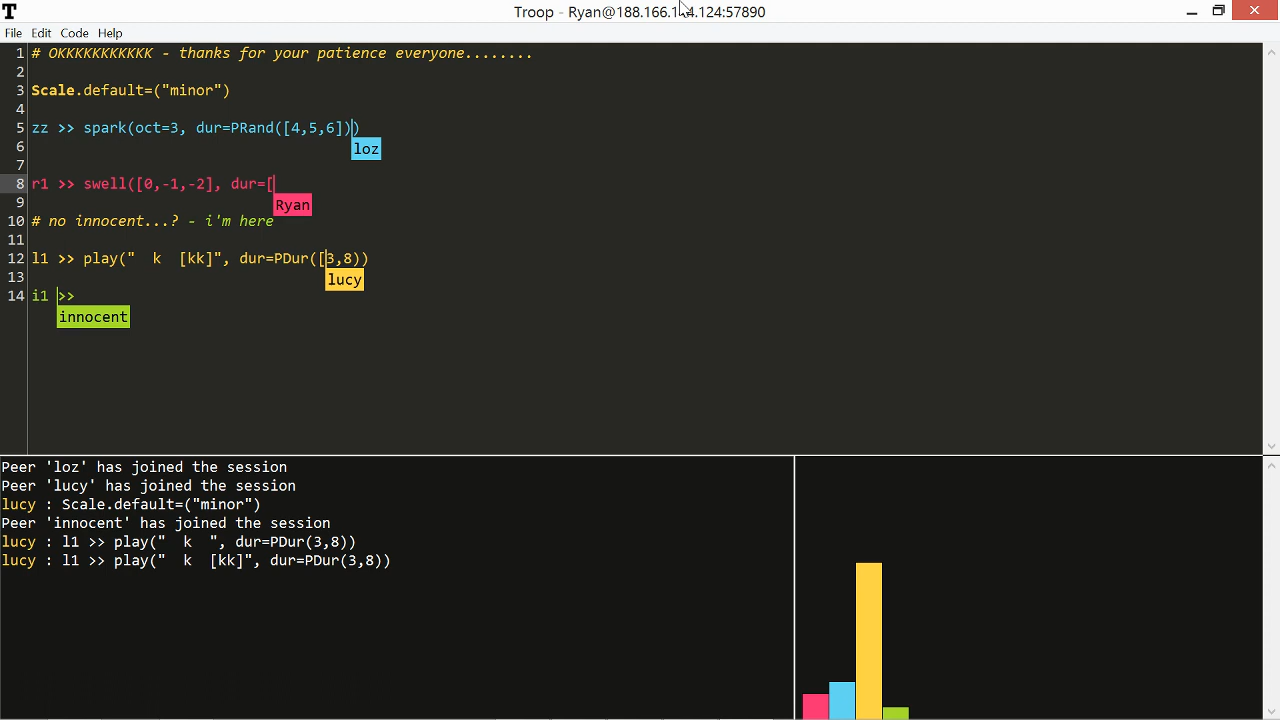 T
Troop - Ryan@188.166.1 4.124:57890
File Edit Code Help
1 # OKKKKKKKKKKK - thanks for your patience everyone........
2
3 Scale.default=("minor")
4
5 zz >> spark(oct=3, dur=PRand([4,5,6]))
6 loz
7
8 r1 >> swell([0,-1,-2], dur=[
9 Ryan
10 # no innocent...? - i'm here
11
12 l1 >> play("  k  [kk]", dur=PDur([3,8))
13 lucy
14 i1 >>
innocent
Peer 'loz' has joined the session
Peer 'lucy' has joined the session
lucy : Scale.default=("minor")
Peer 'innocent' has joined the session
lucy : l1 >> play("  k  ", dur=PDur(3,8))
lucy : l1 >> play("  k  [kk]", dur=PDur(3,8))